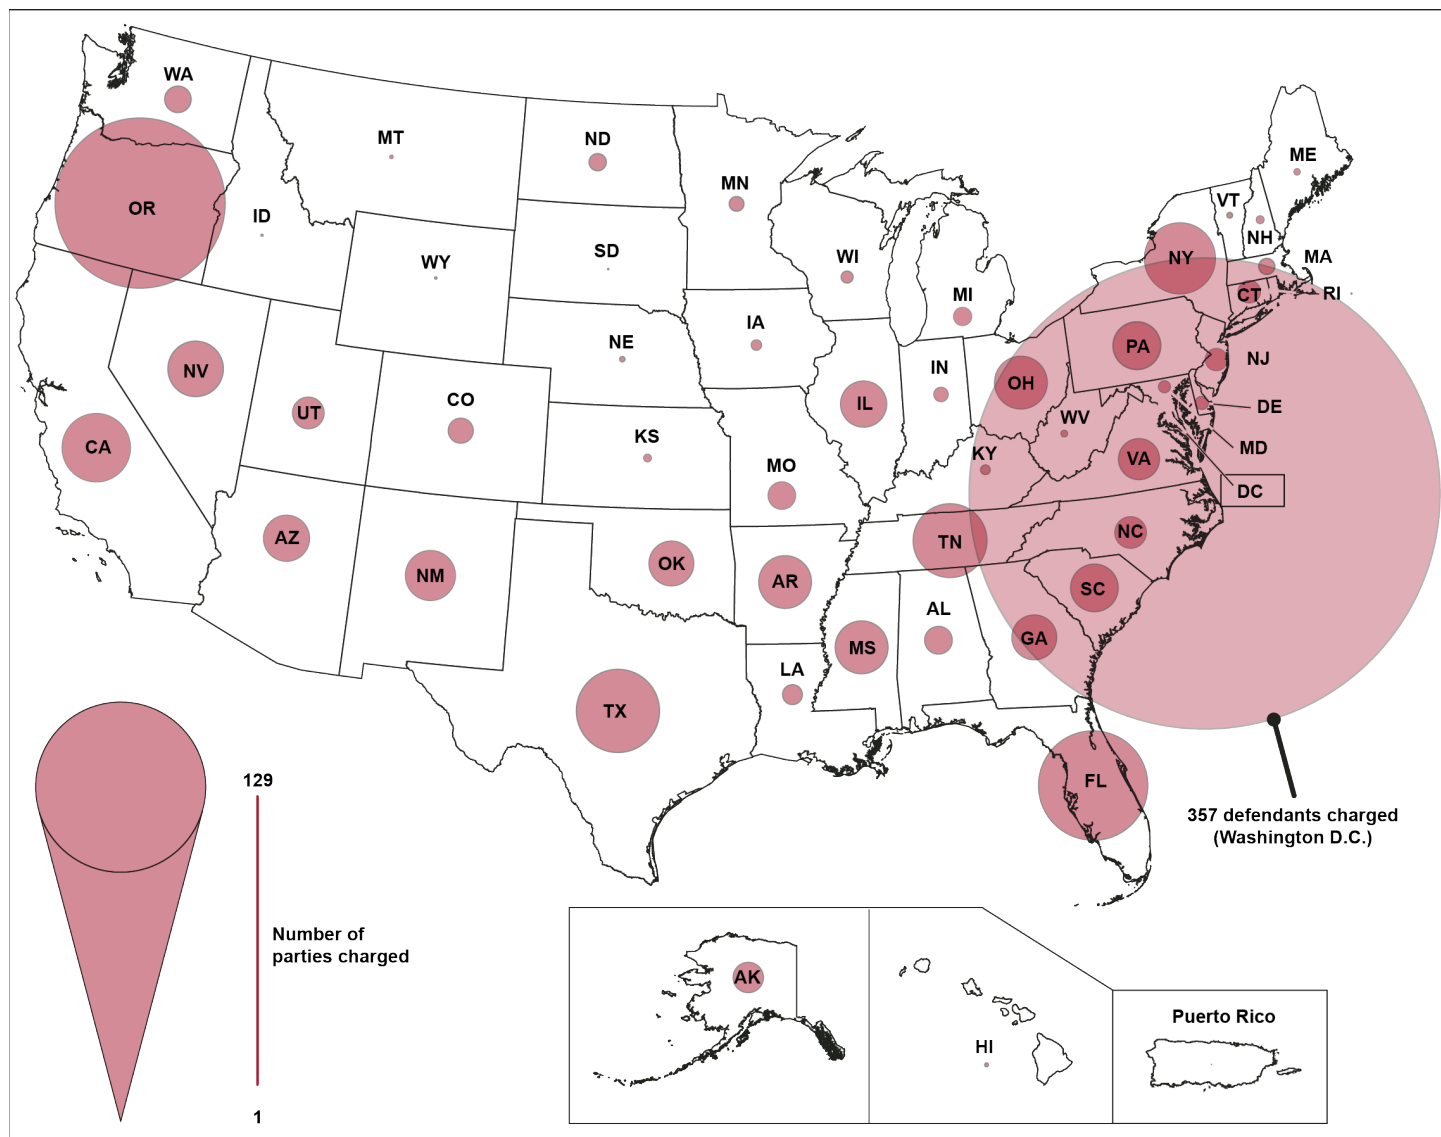 WA
MT
ND
MN
ME
OR
ID
VT
NH
WY
SD
WI
NY
MA
MI
CT
RI
NV
NE
IA
PA
NJ
UT
CO
IL
IN
OH
DE
CA
KS
MO
KY
WV
VA
MD
DC
AZ
NM
OK
AR
TN
NC
SC
AL
MS
GA
LA
TX
FL
129
Number of
parties charged
1
357 defendants charged
(Washington D.C.)
AK
HI
Puerto Rico